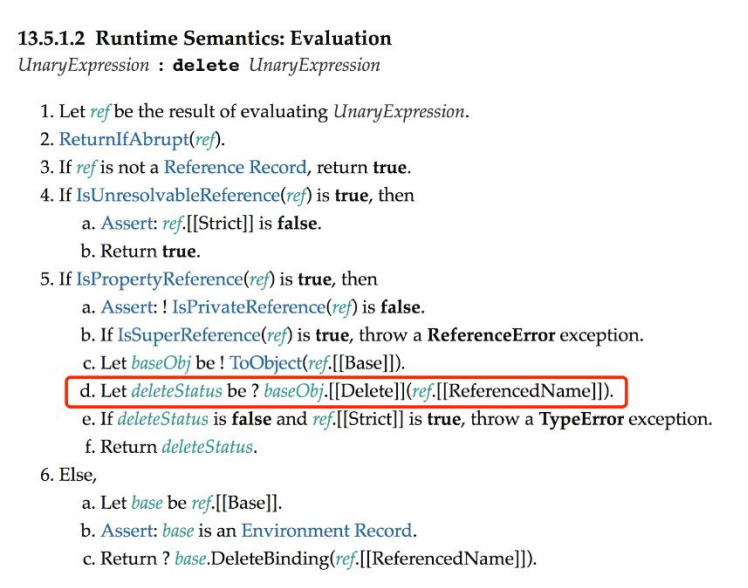 13.5.1.2 Runtime Semantics: Evaluation
UnaryExpression : delete UnaryExpression
1. Let ref be the result of evaluating UnaryExpression.
2. ReturnIfAbrupt(ref).
3. If ref is not a Reference Record, return true.
4. If IsUnresolvableReference(ref) is true, then
a. Assert: ref.[[Strict]] is false.
b. Return true.
5. If IsPropertyReference(ref) is true, then
a. Assert: ! IsPrivateReference(ref) is false.
b. If IsSuperReference(ref) is true, throw a ReferenceError exception.
c. Let baseObj be ! ToObject(ref.[[Base]]).
d. Let deleteStatus be ? baseObj.[[Delete]](ref.[[ReferencedName]]).
e. If deleteStatus is false and ref.[[Strict]] is true, throw a TypeError exception.
f. Return deleteStatus.
6. Else,
a. Let base be ref.[[Base]].
b. Assert: base is an Environment Record.
c. Return ? base.DeleteBinding(ref.[[ReferencedName]]).